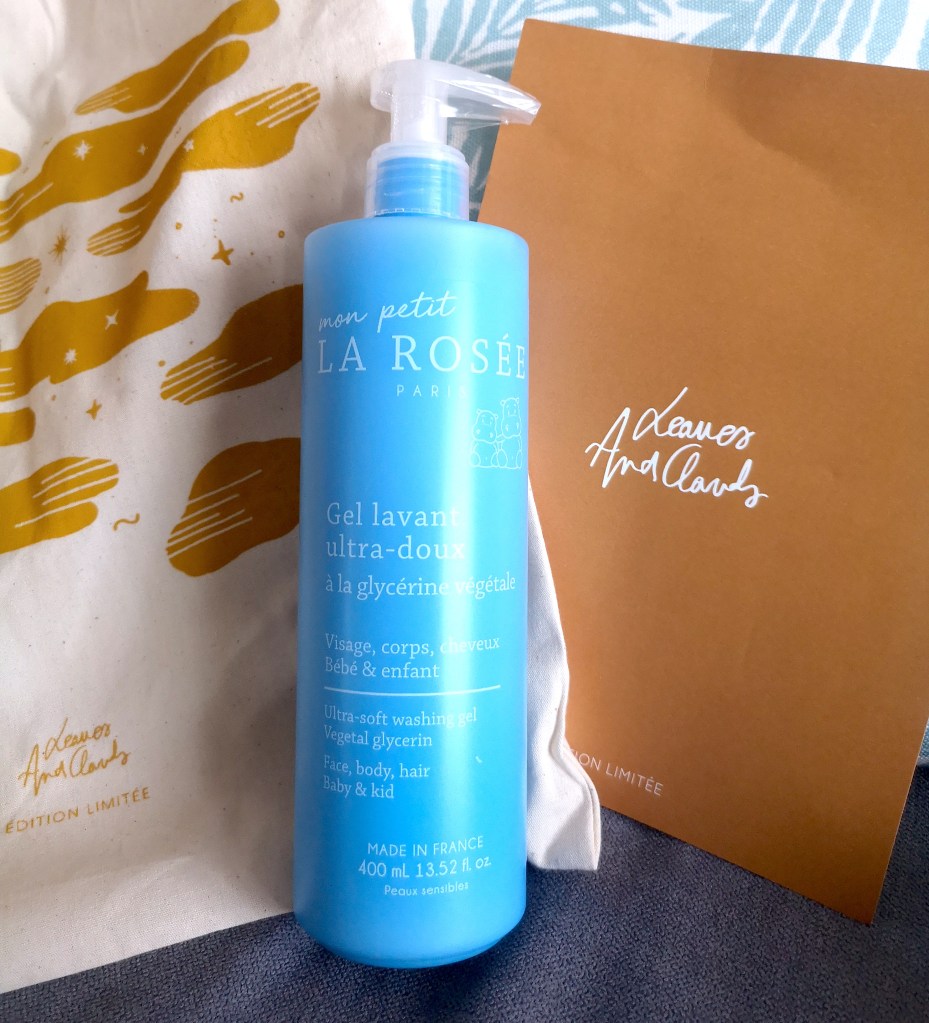 mon petit
LA ROSÉE
PARIS
Gel lavant
ultra-doux
à la glycérine végétale
Visage, corps, cheveux
Bébé & enfant
Ultra-soft washing gel
Vegetal glycerin
Face, body, hair
Baby & kid
MADE IN FRANCE
400 mL 13.52 fl. oz.
Peaux sensibles
Leaves
And Clouds
ÉDITION LIMITÉE
Leaves
And Clouds
TION LIMITÉE